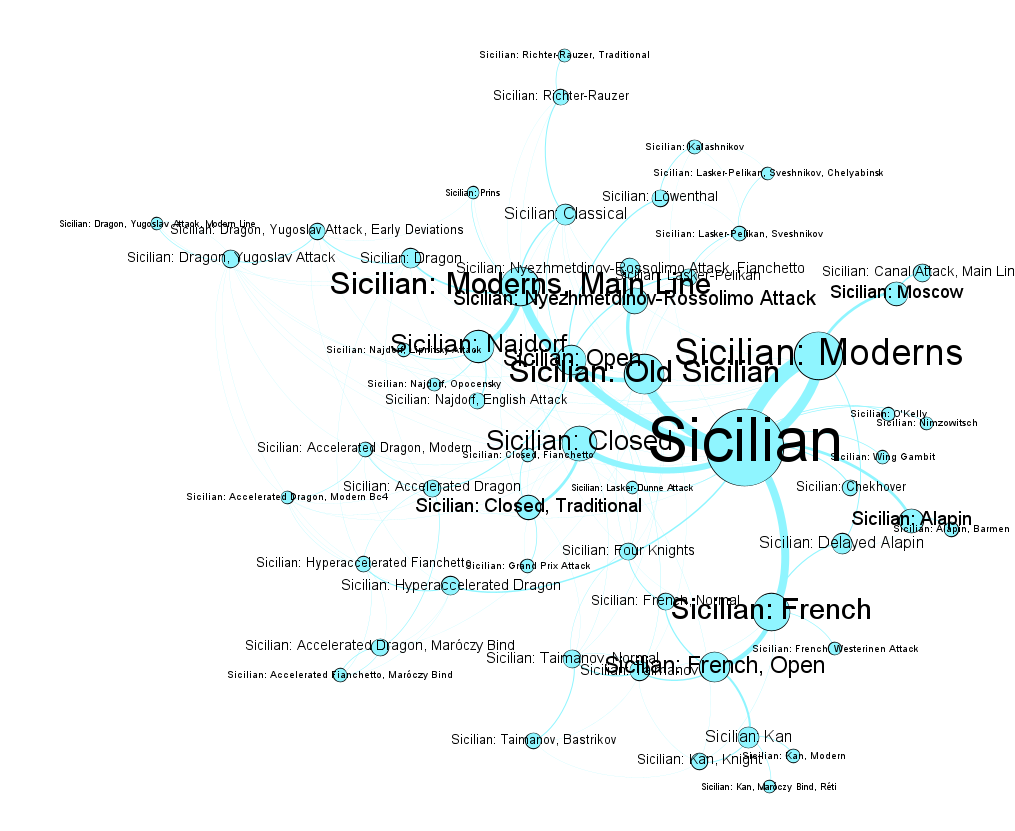 Sicilian: Richter-Rauzer, Traditional
Sicilian: Richter-Rauzer
Sicilian: Kalashnikov
Sicilian: Lasker-Pelikan, Sveshnikov, Chelyabinsk
Sicilian: Prins
Sicilian: Löwenthal
Sicilian: Classical
Sicilian: Dragon, Yugoslav Attack, Modern Line
Sicilian: Dragon, Yugoslav Attack, Early Deviations
Sicilian: Lasker-Pelikan, Sveshnikov
Sicilian: Dragon, Yugoslav Attack
Sicilian: Dragon
Sicilian: Nyezhmetdinov-Rossolimo Attack, Fianchetto
Sicilian: Lasker-Pelikan
Sicilian: Canal Attack, Main Lin
Sicilian: Moderns, Main Line
Sicilian: Moscow
Sicilian: Nyezhmetdinov-Rossolimo Attack
Sicilian: Najdorf
Sicilian: Najdorf, Lipnitsky Attack
Sicilian: Open
Sicilian: Moderns
Sicilian: Old Sicilian
Sicilian: Najdorf, Opocensky
Sicilian: Najdorf, English Attack
Sicilian: O'Kelly
Sicilian: Nimzowitsch
Sicilian
Sicilian: Closed
Sicilian: Accelerated Dragon, Modern
Sicilian: Closed, Fianchetto
Sicilian: Wing Gambit
Sicilian: Accelerated Dragon
Sicilian: Lasker-Dunne Attack
Sicilian: Chekhover
Sicilian: Accelerated Dragon, Modern Bc4
Sicilian: Closed, Traditional
Sicilian: Alapin
Sicilian: Alapin, Barmen
Sicilian: Delayed Alapin
Sicilian: Four Knights
Sicilian: Hyperaccelerated Fianchetto
Sicilian: Grand Prix Attack
Sicilian: Hyperaccelerated Dragon
Sicilian: French, Normal
Sicilian: French
Sicilian: Accelerated Dragon, Maróczy Bind
Sicilian: French, Westerinen Attack
Sicilian: Taimanov, Normal
Sicilian: French, Open
Sicilian: Taimanov
Sicilian: Accelerated Fianchetto, Maróczy Bind
Sicilian: Kan
Sicilian: Taimanov, Bastrikov
Sicilian: Kan, Modern
Sicilian: Kan, Knight
Sicilian: Kan, Maróczy Bind, Réti